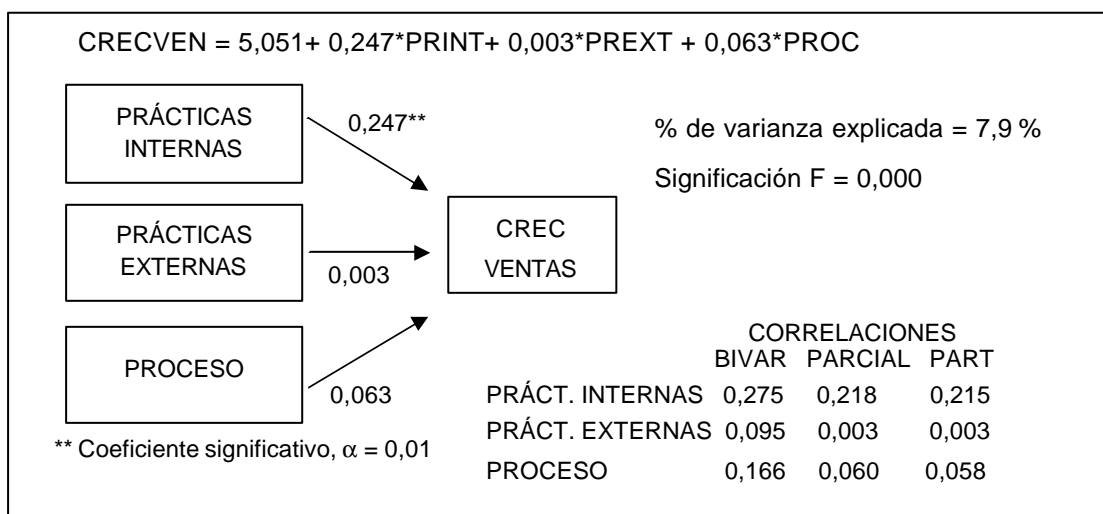 CRECVEN = 5,051+ 0,247*PRINT+ 0,003*PREXT + 0,063*PROC
PRÁCTICAS
INTERNAS
0,247**
% de varianza explicada = 7,9 %
Significación F = 0,000
PRÁCTICAS
EXTERNAS
0,003
CREC
VENTAS
PROCESO
0,063
** Coeficiente significativo, α = 0,01
CORRELACIONES
BIVAR PARCIAL PART
PRÁCT. INTERNAS 0,275 0,218 0,215
PRÁCT. EXTERNAS 0,095 0,003 0,003
PROCESO 0,166 0,060 0,058